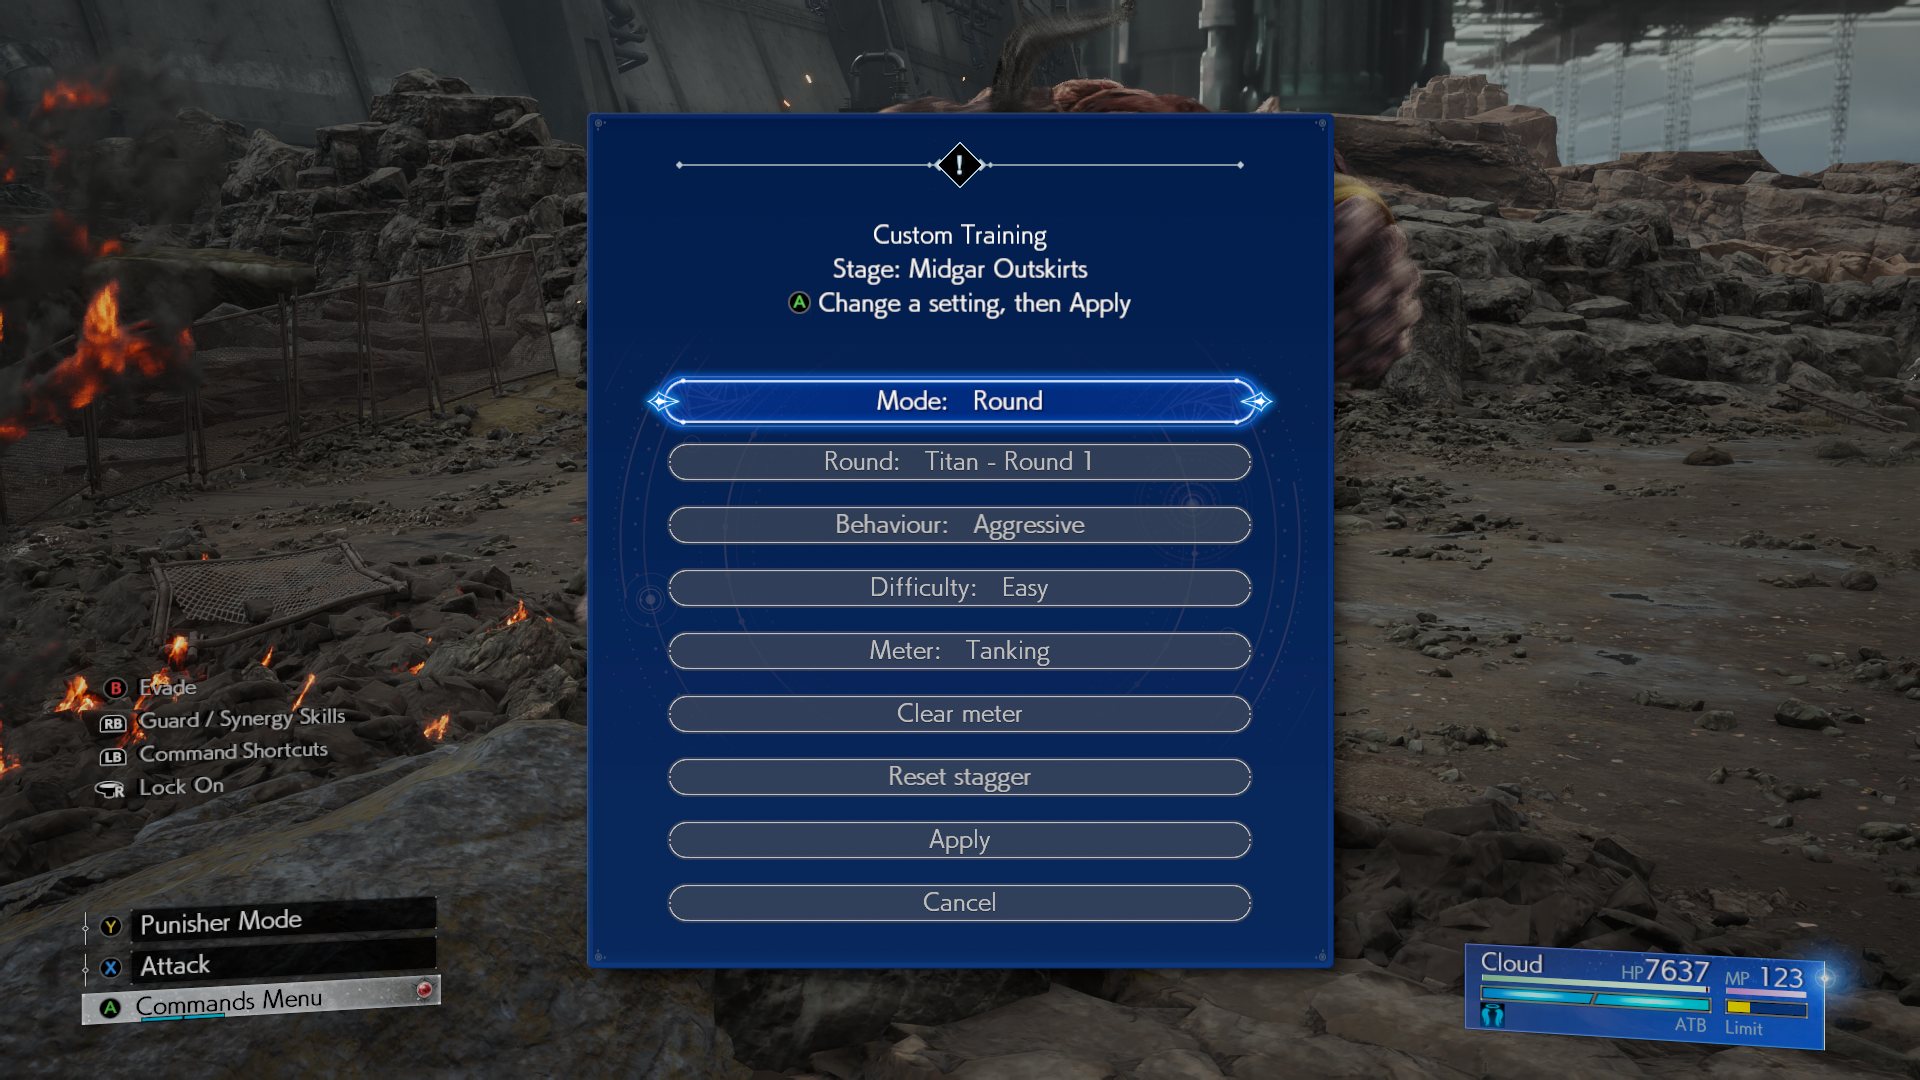 !
Custom Training
Stage: Midgar Outskirts
A Change a setting, then Apply
Mode: Round
Round: Titan - Round 1
Behaviour: Aggressive
Difficulty: Easy
Meter: Tanking
Clear meter
Reset stagger
Apply
Cancel
B Evade
RB Guard / Synergy Skills
LB Command Shortcuts
R Lock On
Y Punisher Mode
X Attack
A Commands Menu
Cloud HP 7637 MP 123
ATB Limit